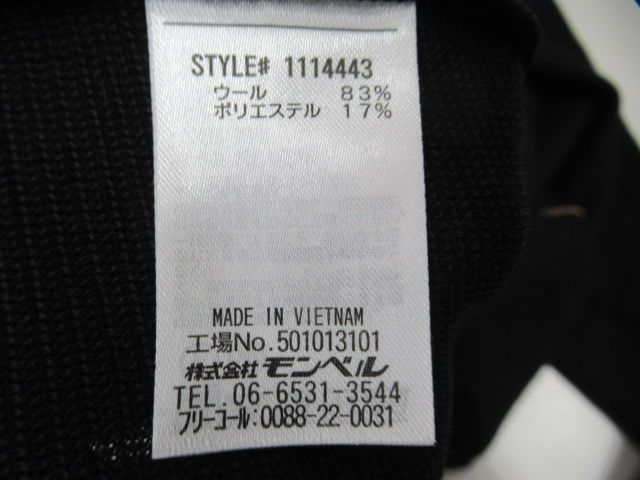 STYLE# 1114443
ウール 83%
ポリエステル 17%
MADE IN VIETNAM
工場No.501013101
株式会社 モンベル
TEL. 06-6531-3544
フリーコール:0088-22-0031